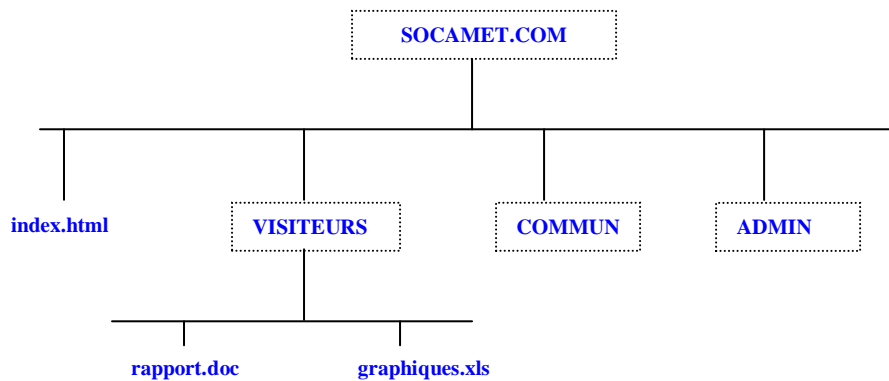 SOCAMET.COM
index.html
VISITEURS
COMMUN
ADMIN
rapport.doc
graphiques.xls